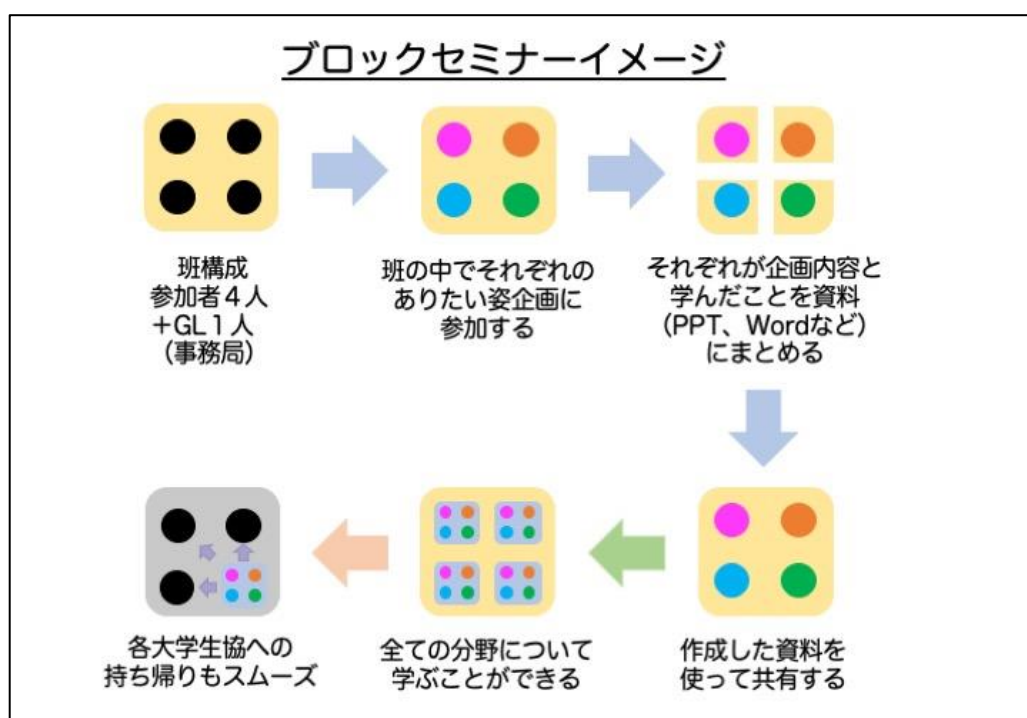 ブロックセミナーイメージ
班構成
参加者４人
＋GL１人
（事務局）
班の中でそれぞれの
ありたい姿企画に
参加する
それぞれが企画内容と
学んだことを資料
（PPT、Wordなど）
にまとめる
作成した資料を
使って共有する
全ての分野について
学ぶことができる
各大学生協への
持ち帰りもスムーズ